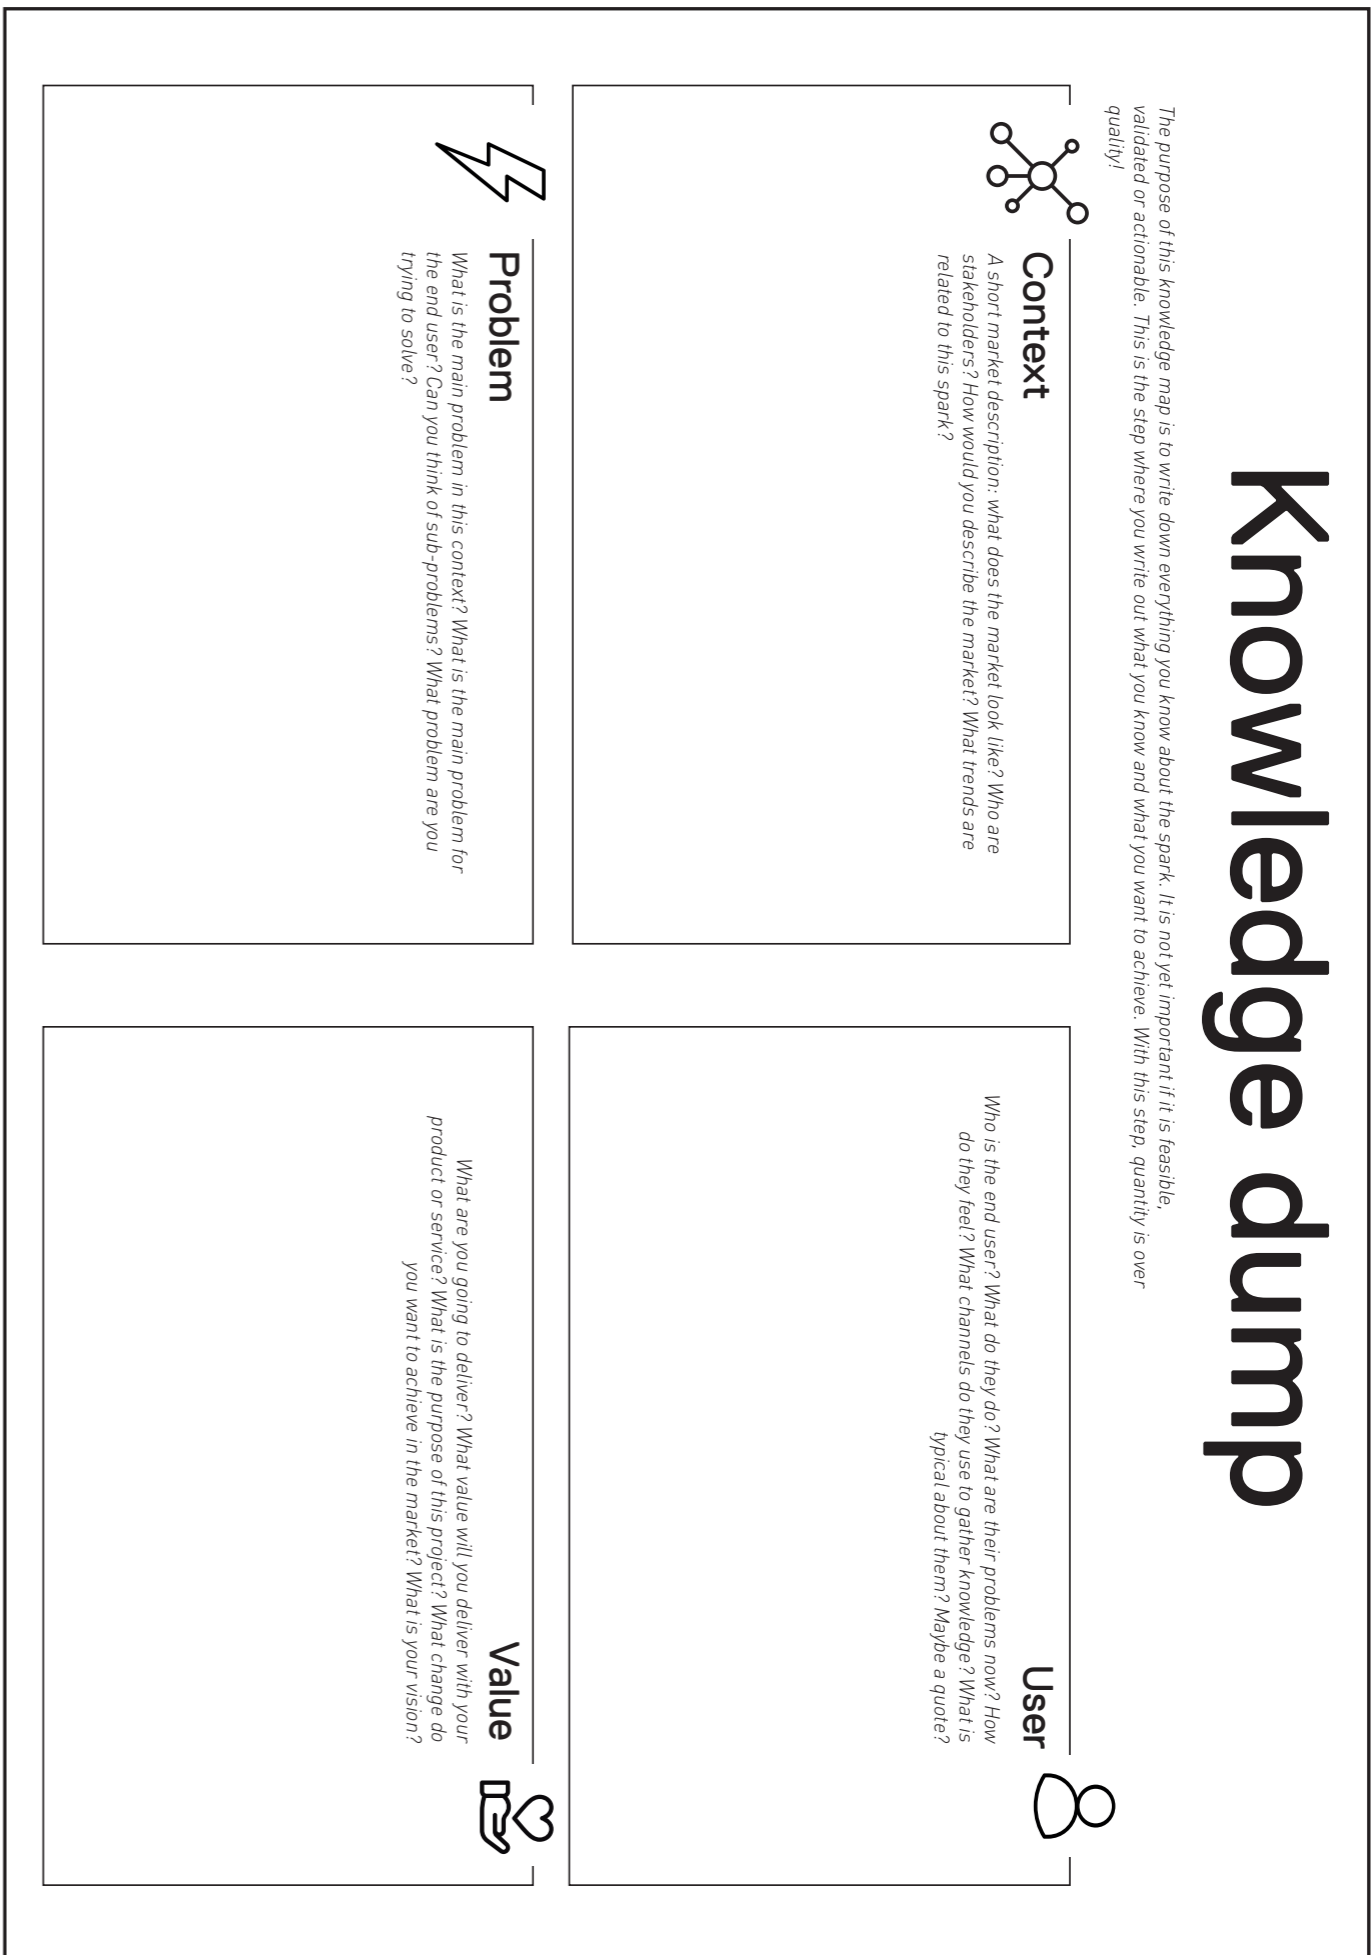 Knowledge dump
The purpose of this knowledge map is to write down everything you know about the spark. It is not yet important if it is feasible,
validated or actionable. This is the step where you write out what you know and what you want to achieve. With this step, quantity is over
quality!
Context
A short market description: what does the market look like? Who are
stakeholders? How would you describe the market? What trends are
related to this spark?
User
Who is the end user? What do they do? What are their problems now? How
do they feel? What channels do they use to gather knowledge? What is
typical about them? Maybe a quote?
Problem
What is the main problem in this context? What is the main problem for
the end user? Can you think of sub-problems? What problem are you
trying to solve?
Value
What are you going to deliver? What value will you deliver with your
product or service? What is the purpose of this project? What change do
you want to achieve in the market? What is your vision?